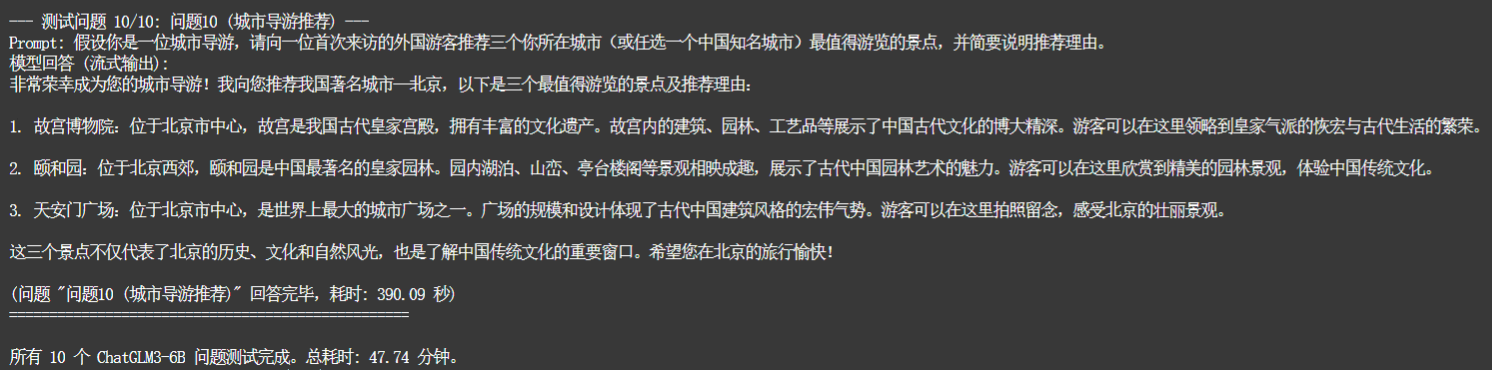 --- 测试问题 10/10: 问题10 (城市导游推荐) ---
Prompt: 假设你是一位城市导游，请向一位首次来访的外国游客推荐三个你所在城市（或任选一个中国知名城市）最值得游览的景点，并简要说明推荐理由。
模型回答 (流式输出):
非常荣幸成为您的城市导游！我向您推荐我国著名城市—北京，以下是三个最值得游览的景点及推荐理由：
1. 故宫博物院：位于北京市中心，故宫是我国古代皇家宫殿，拥有丰富的文化遗产。故宫内的建筑、园林、工艺品等展示了中国古代文化的博大精深。游客可以在这里领略到皇家气派的恢宏与古代生活的繁荣。
2. 颐和园：位于北京西郊，颐和园是中国最著名的皇家园林。园内湖泊、山峦、亭台楼阁等景观相映成趣，展示了古代中国园林艺术的魅力。游客可以在这里欣赏到精美的园林景观，体验中国传统文化。
3. 天安门广场：位于北京市中心，是世界上最大的城市广场之一。广场的规模和设计体现了古代中国建筑风格的宏伟气势。游客可以在这里拍照留念，感受北京的壮丽景观。
这三个景点不仅代表了北京的历史、文化和自然风光，也是了解中国传统文化的重要窗口。希望您在北京的旅行愉快！
(问题 "问题10 (城市导游推荐)" 回答完毕，耗时: 390.09 秒)
==================================================
所有 10 个 ChatGLM3-6B 问题测试完成。总耗时: 47.74 分钟。